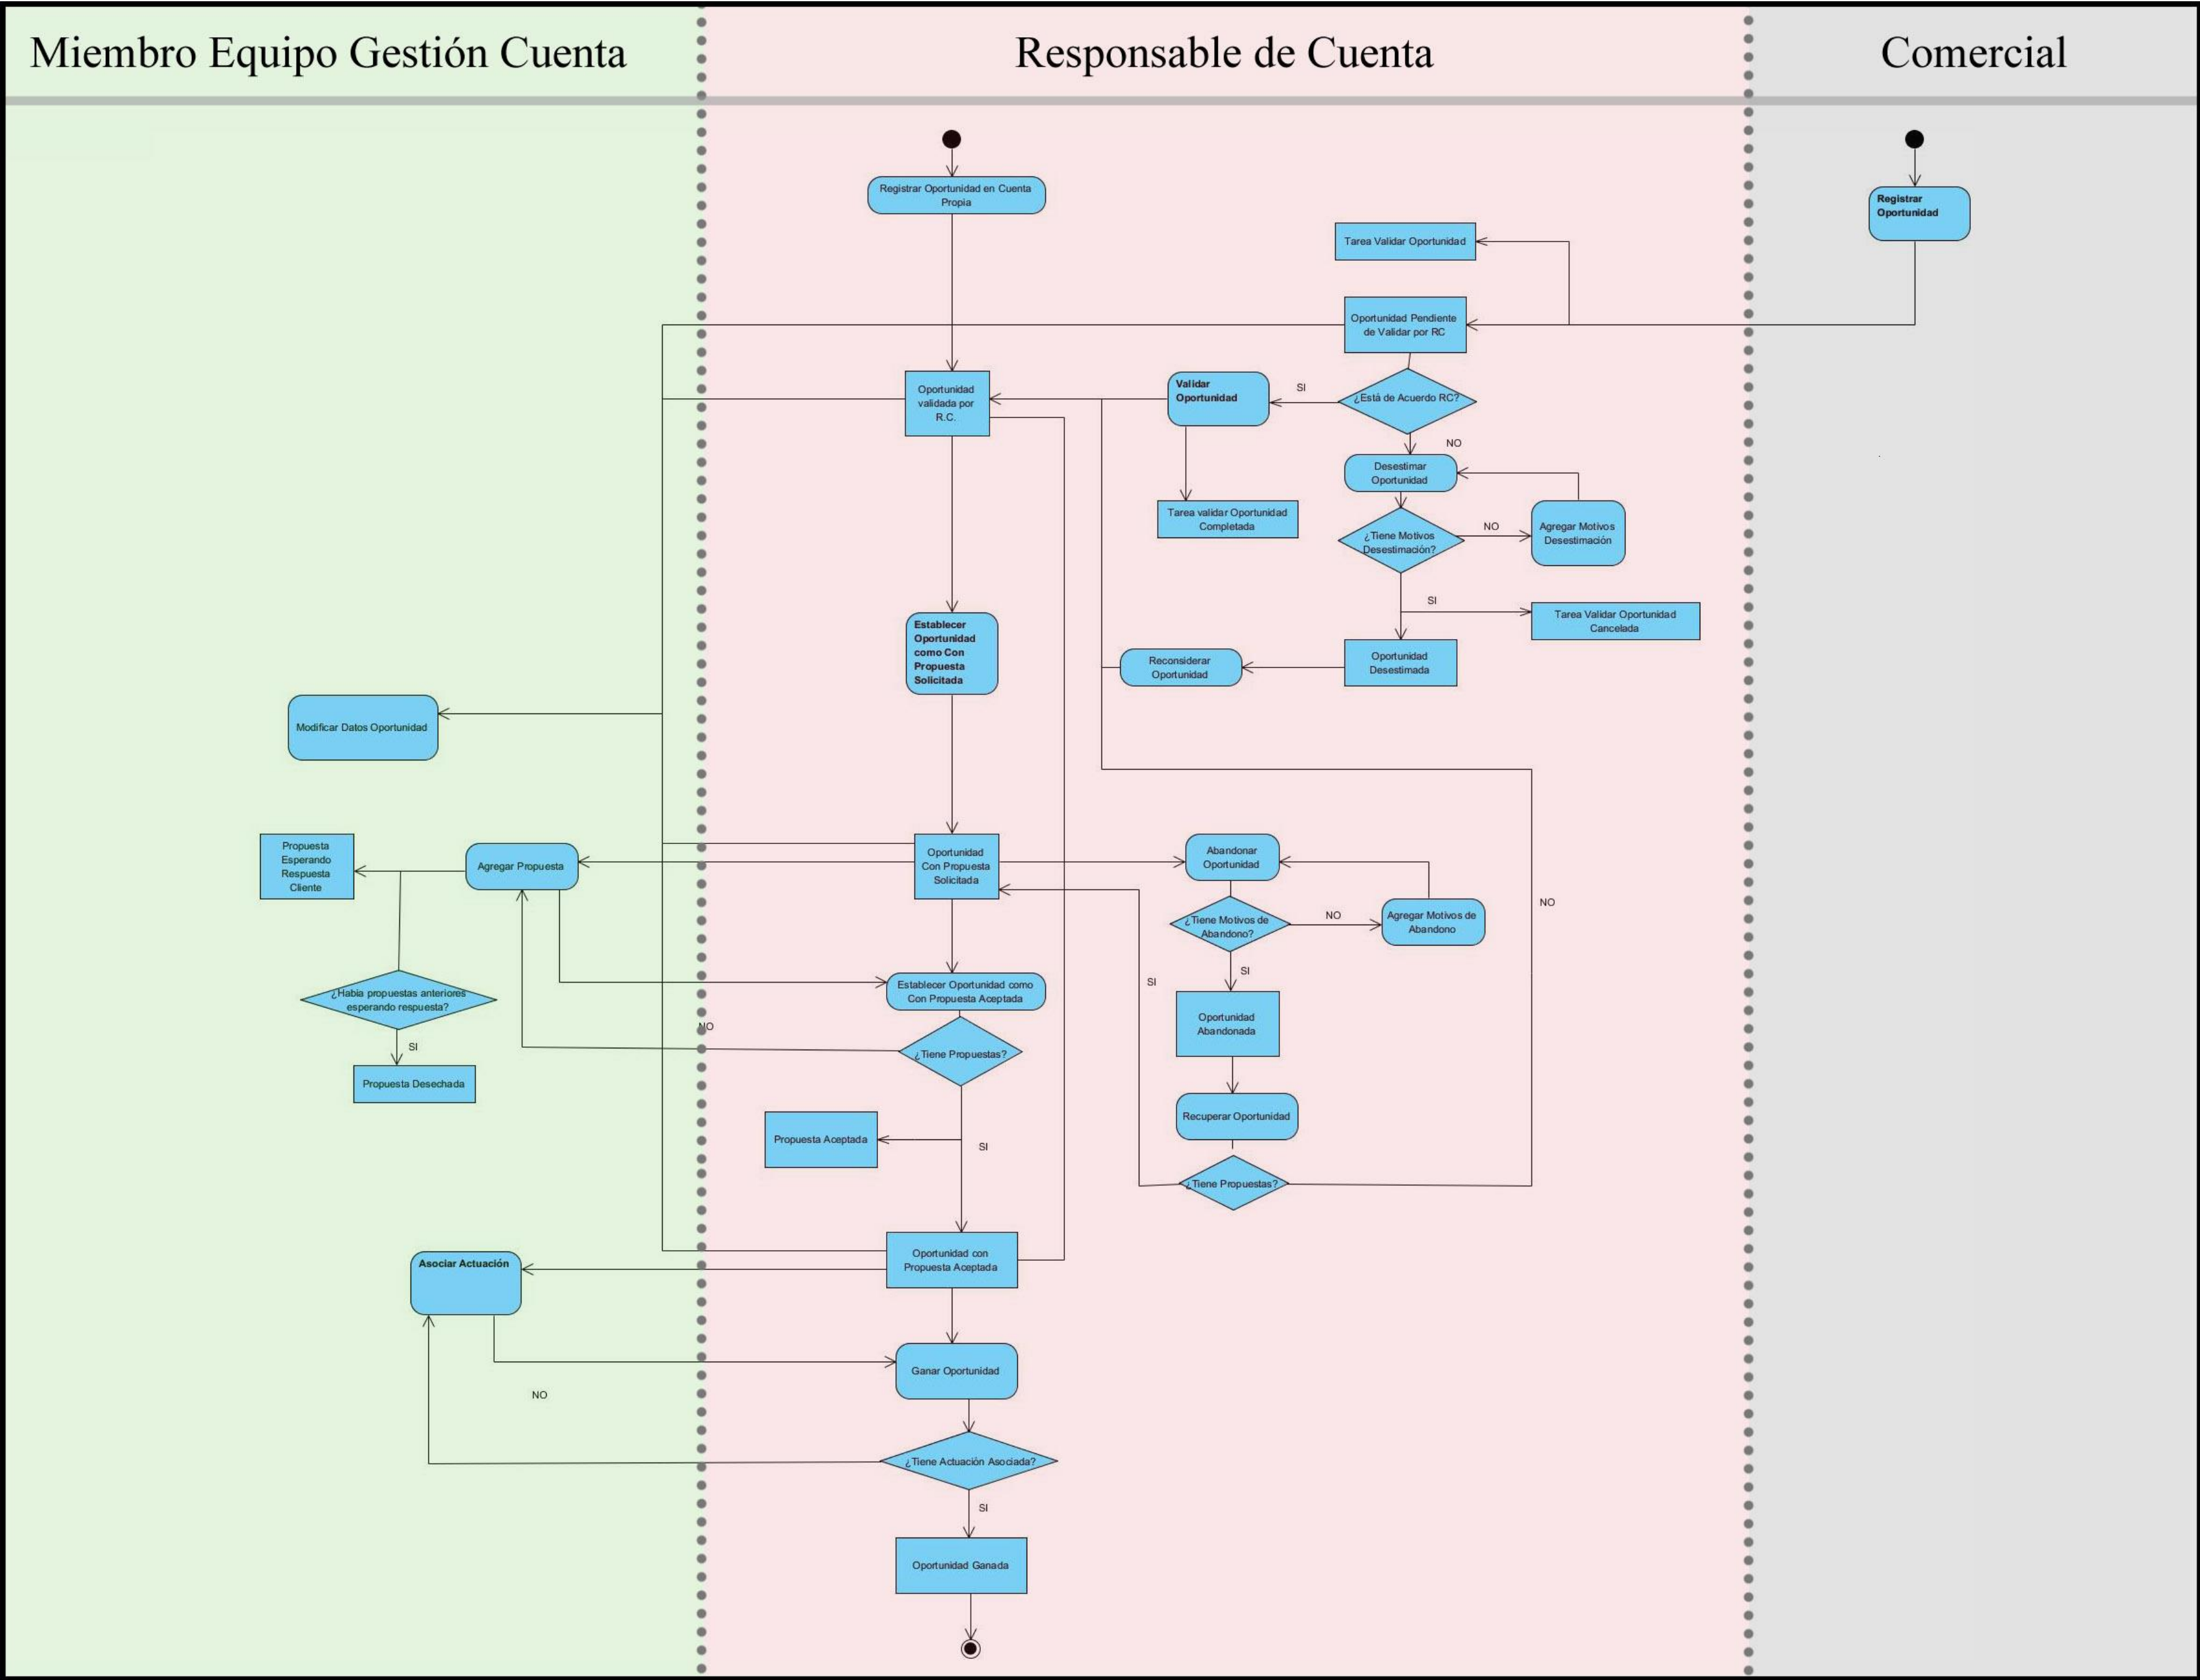 Miembro Equipo Gestión Cuenta
Responsable de Cuenta
Comercial
Registrar Oportunidad en Cuenta
Propia
Registrar
Oportunidad
Tarea Validar Oportunidad
Oportunidad Pendiente
de Validar por RC
Oportunidad
validada por
R.C.
Validar
Oportunidad
SI
¿Está de Acuerdo RC?
NO
Desestimar
Oportunidad
Tarea validar Oportunidad
Completada
¿Tiene Motivos
Desestimación?
NO
Agregar Motivos
Desestimación
SI
Tarea Validar Oportunidad
Cancelada
Establecer
Oportunidad
como Con
Propuesta
Solicitada
Reconsiderar
Oportunidad
Oportunidad
Desestimada
Modificar Datos Oportunidad
Propuesta
Esperando
Respuesta
Cliente
Agregar Propuesta
Oportunidad
Con Propuesta
Solicitada
Abandonar
Oportunidad
¿Tiene Motivos de
Abandono?
NO
Agregar Motivos de
Abandono
NO
SI
SI
¿Habia propuestas anteriores
esperando respuesta?
Establecer Oportunidad como
Con Propuesta Aceptada
Oportunidad
Abandonada
NO
SI
¿Tiene Propuestas?
Propuesta Desechada
Recuperar Oportunidad
Propuesta Aceptada
SI
¿Tiene Propuestas?
Asociar Actuación
Oportunidad con
Propuesta Aceptada
Ganar Oportunidad
NO
¿Tiene Actuación Asociada?
SI
Oportunidad Ganada